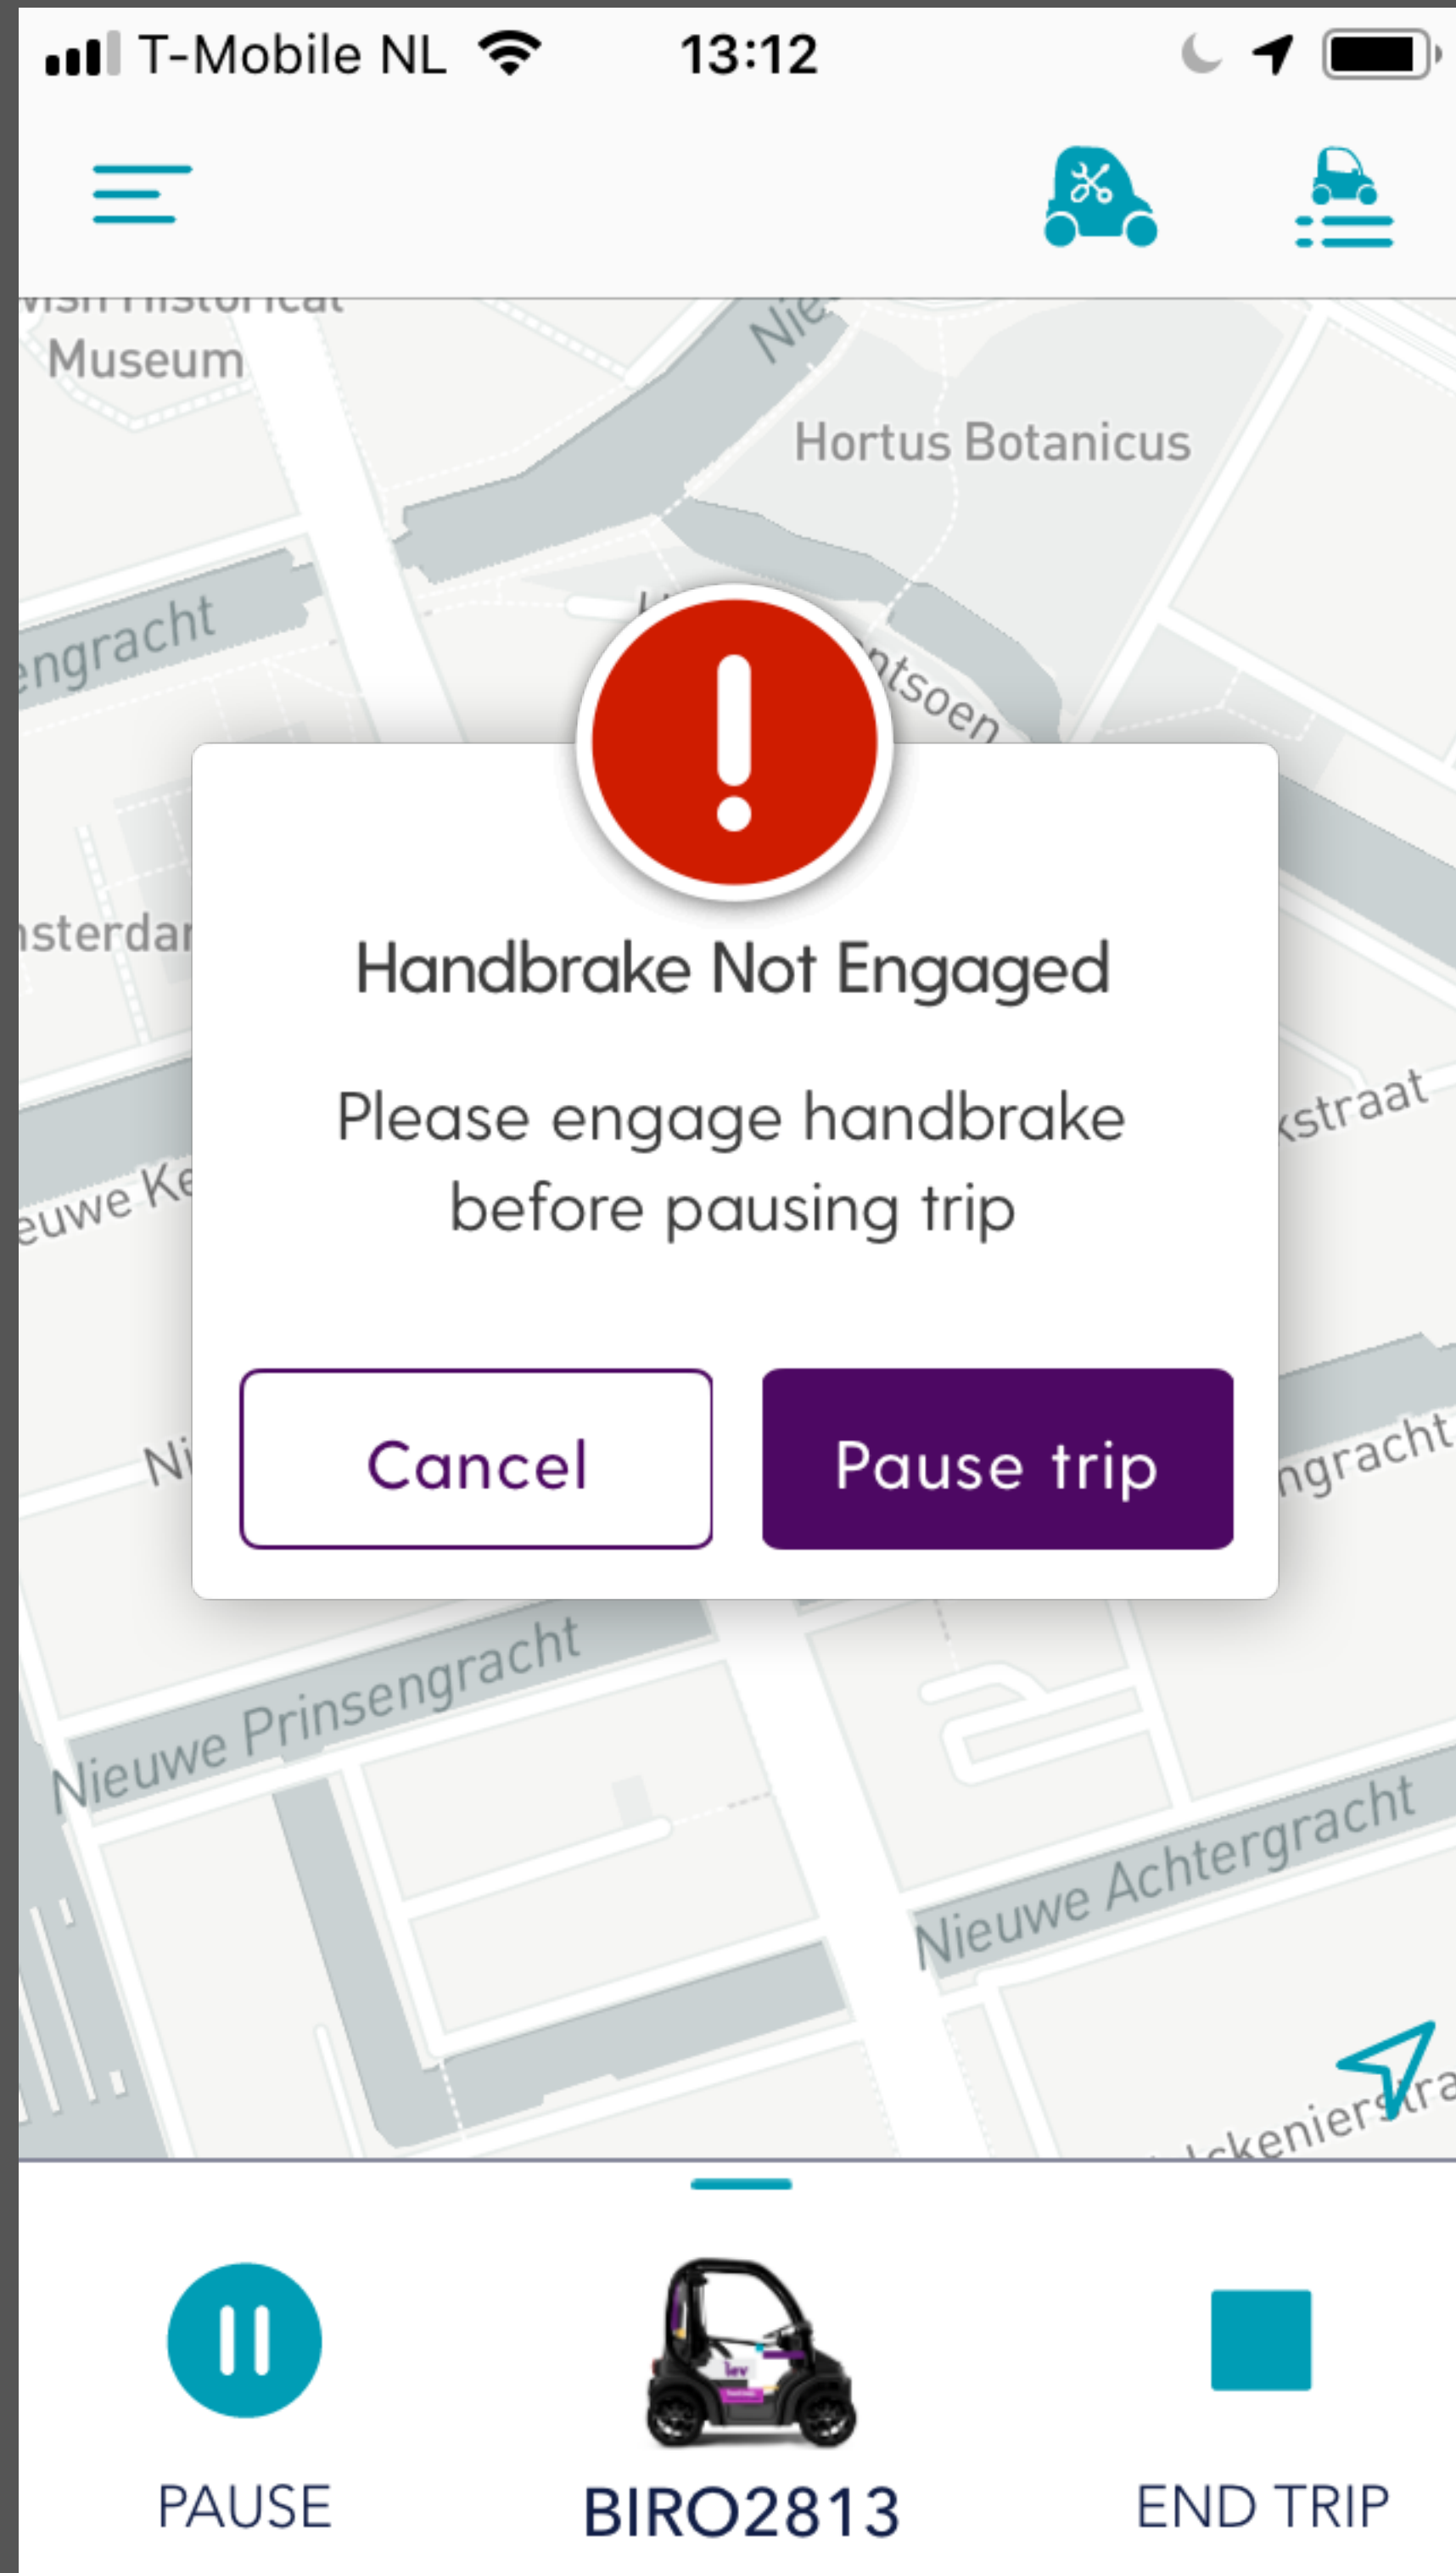 T-Mobile NL 13:12
Museum
Hortus Botanicus
Handbrake Not Engaged
Please engage handbrake
before pausing trip
Cancel
Pause trip
Nieuwe Prinsengracht
Nieuwe Achtergracht
lev
PAUSE
BIRO2813
END TRIP